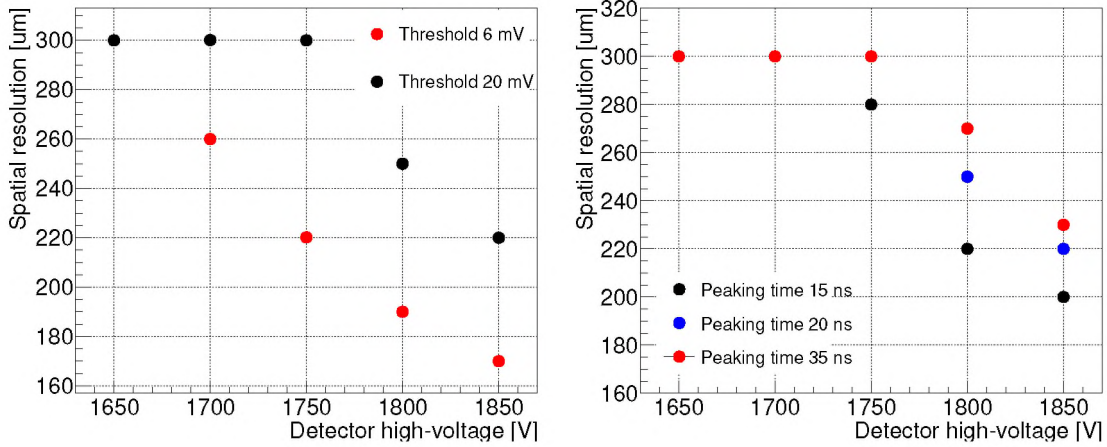 Spatial resolution [um]
300
280
260
240
220
200
180
160
1650 1700 1750 1800 1850
Detector high-voltage [V]
Threshold 6 mV
Threshold 20 mV
Spatial resolution [um]
320
300
280
260
240
220
200
180
160
1650 1700 1750 1800 1850
Detector high-voltage [V]
Peaking time 15 ns
Peaking time 20 ns
Peaking time 35 ns